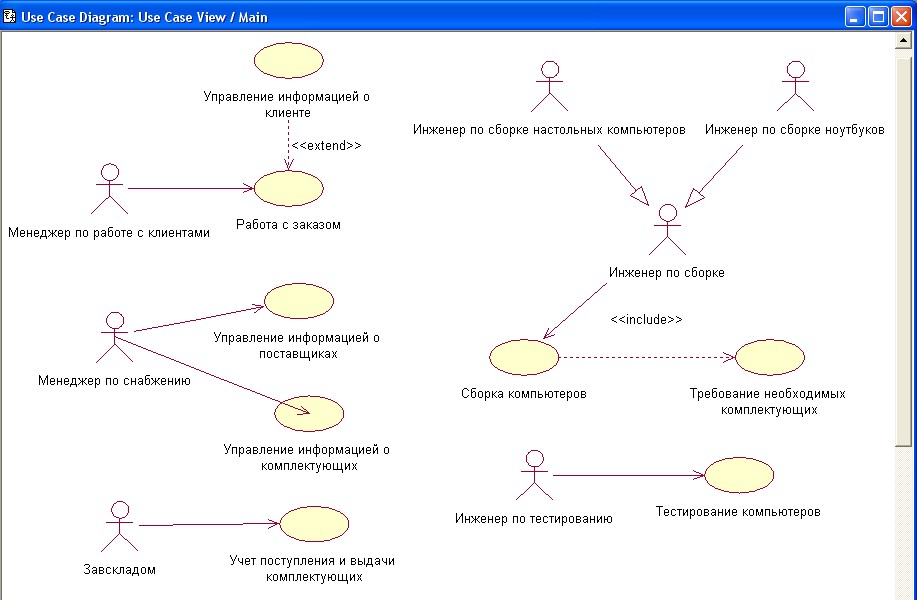 Use Case Diagram: Use Case View / Main
Управление информацией о
клиенте
<<extend>>
Менеджер по работе с клиентами
Работа с заказом
Управление информацией о
поставщиках
Менеджер по снабжению
Управление информацией о
комплектующих
Завскладом
Учет поступления и выдачи
комплектующих
Инженер по сборке настольных компьютеров
Инженер по сборке ноутбуков
Инженер по сборке
<<include>>
Сборка компьютеров
Требование необходимых
комплектующих
Инженер по тестированию
Тестирование компьютеров